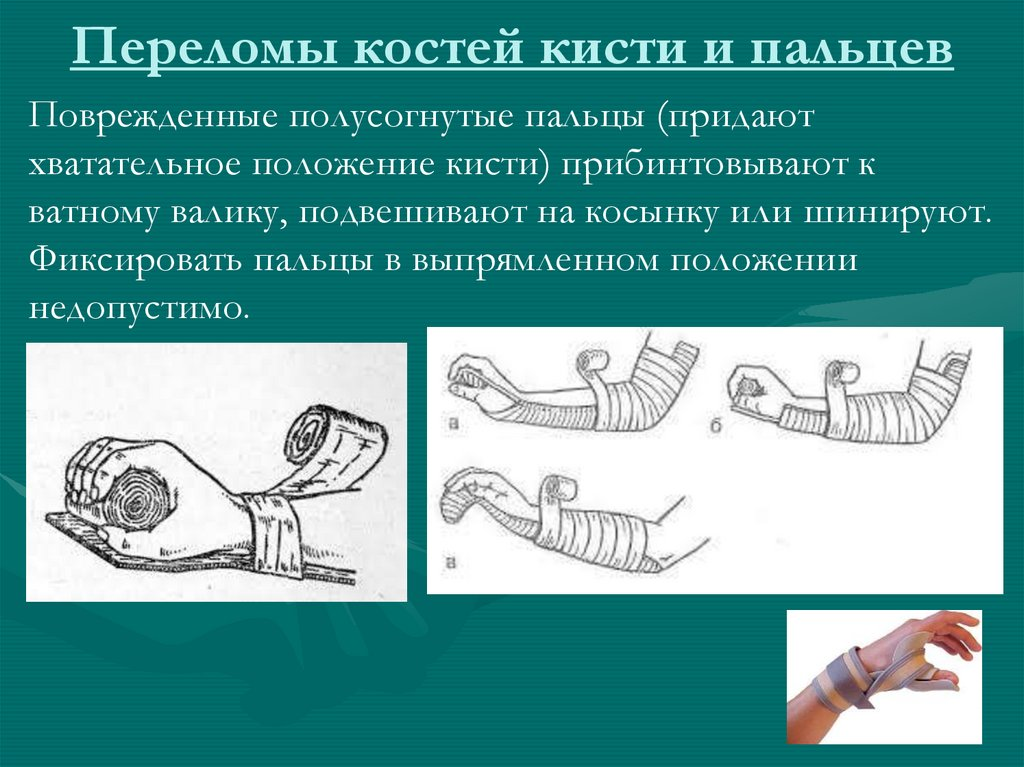 Переломы костей кисти и пальцев
Поврежденные полусогнутые пальцы (придают
хватательное положение кисти) прибинтовывают к
ватному валику, подвешивают на косынку или шинируют.
Фиксировать пальцы в выпрямленном положении
недопустимо.
а
б
в